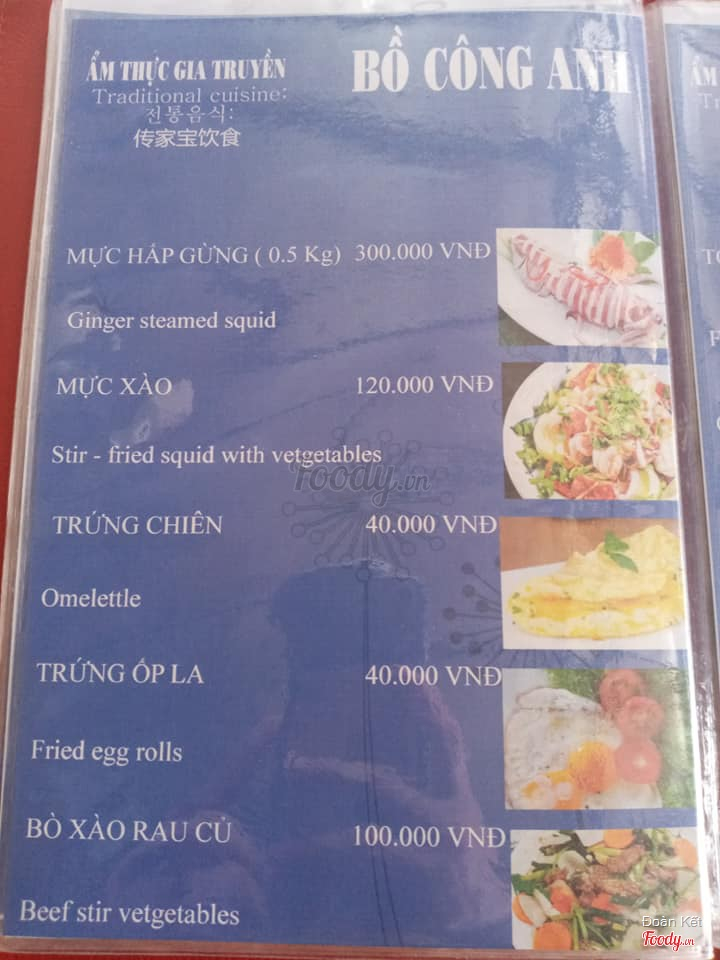 ẨM THỰC GIA TRUYỀN
BỒ CÔNG ANH
Traditional cuisine:
전통음식:
传家宝饮食
MỰC HẤP GỪNG ( 0.5 Kg) 300.000 VNĐ
Ginger steamed squid
MỰC XÀO 120.000 VNĐ
Stir - fried squid with vetgetables
Foody.vn
TRỨNG CHIÊN 40.000 VNĐ
Omelettle
TRỨNG ỐP LA 40.000 VNĐ
Fried egg rolls
BÒ XÀO RAU CỦ 100.000 VNĐ
Beef stir vetgetables
Đoàn Kết
Foody.vn